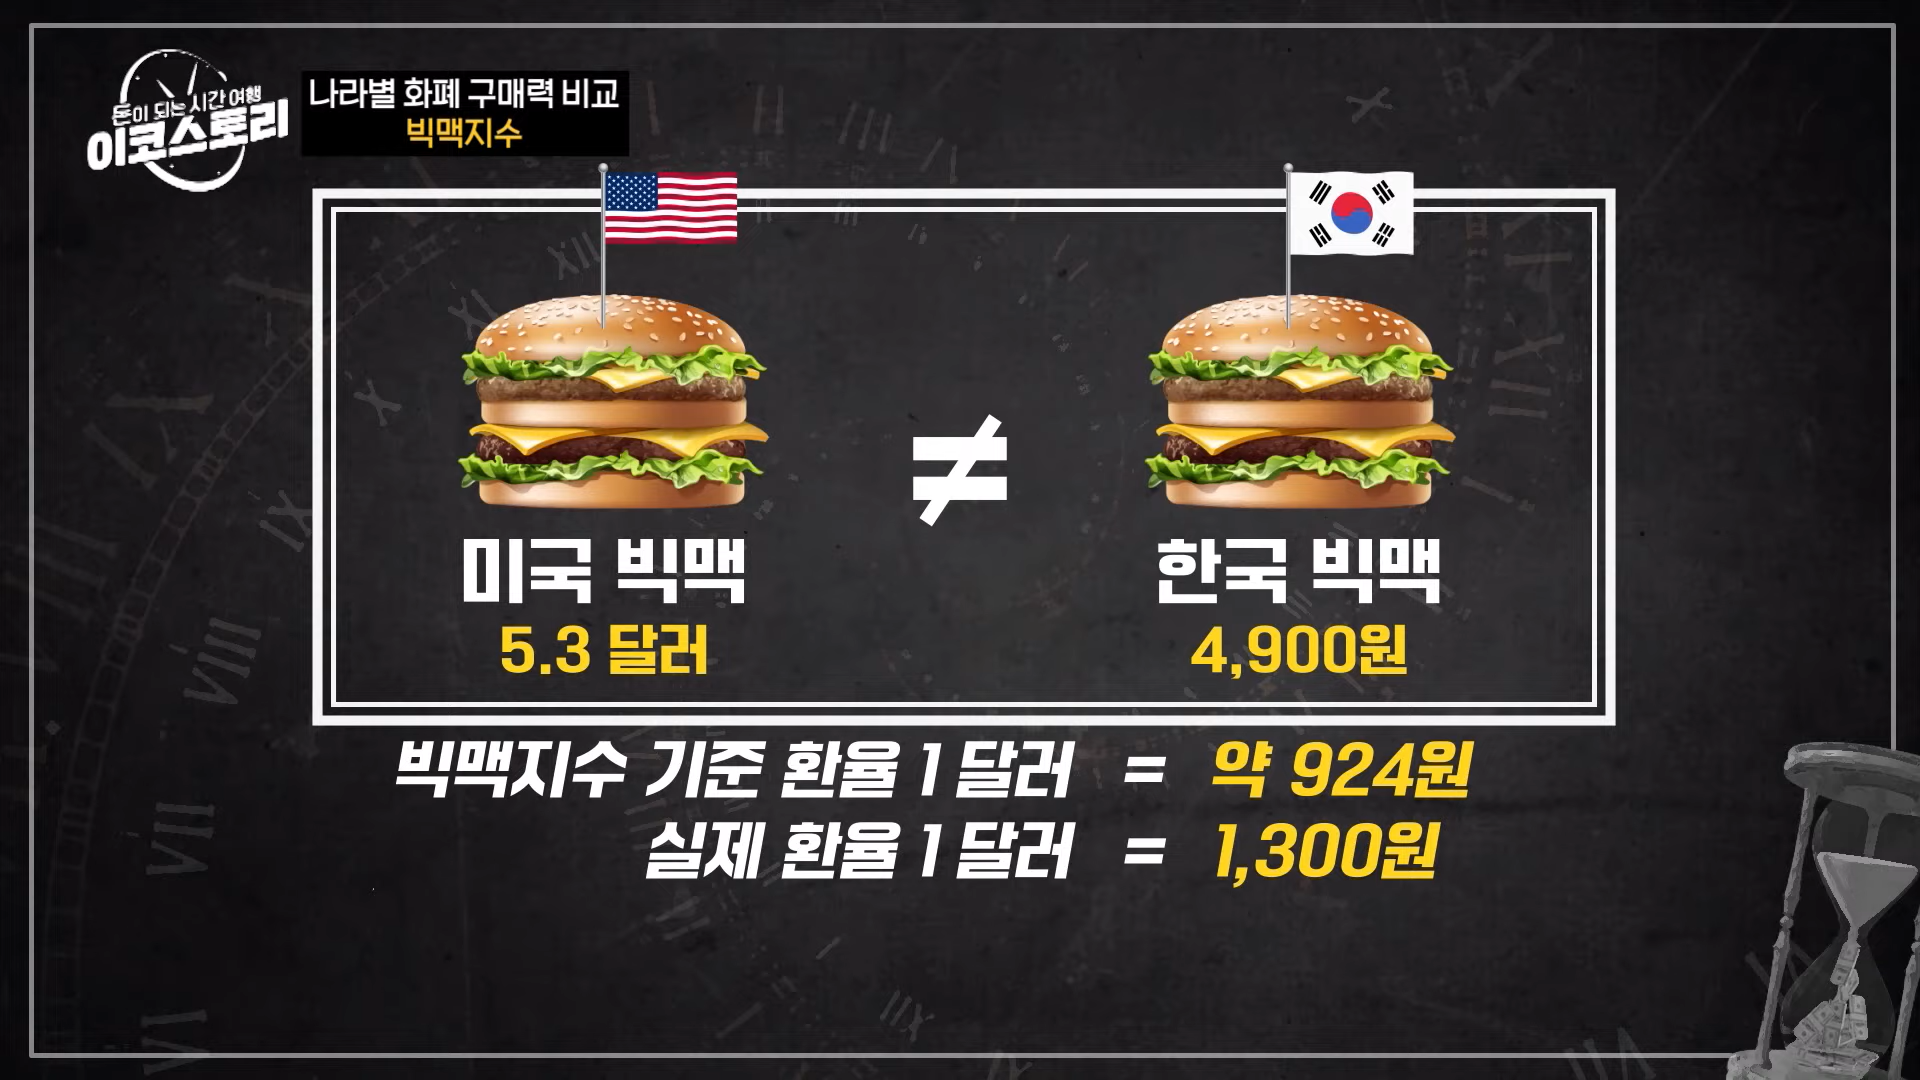 돈이 되는 시간 여행
이코스토리
나라별 화폐 구매력 비교
빅맥지수
≠
미국 빅맥
한국 빅맥
5.3 달러
4,900원
빅맥지수 기준 환율 1 달러 = 약 924원
실제 환율 1 달러 = 1,300원